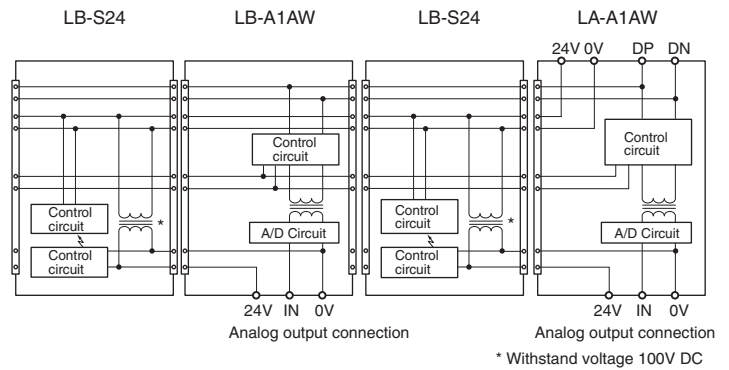 LB-S24
LB-A1AW
LB-S24
LA-A1AW
24V 0V DP DN
Control
circuit
Control
circuit
Control
circuit
*
Control
circuit
A/D Circuit
Control
circuit
Control
circuit
*
A/D Circuit
24V IN 0V
24V IN 0V
Analog output connection
Analog output connection
* Withstand voltage 100V DC